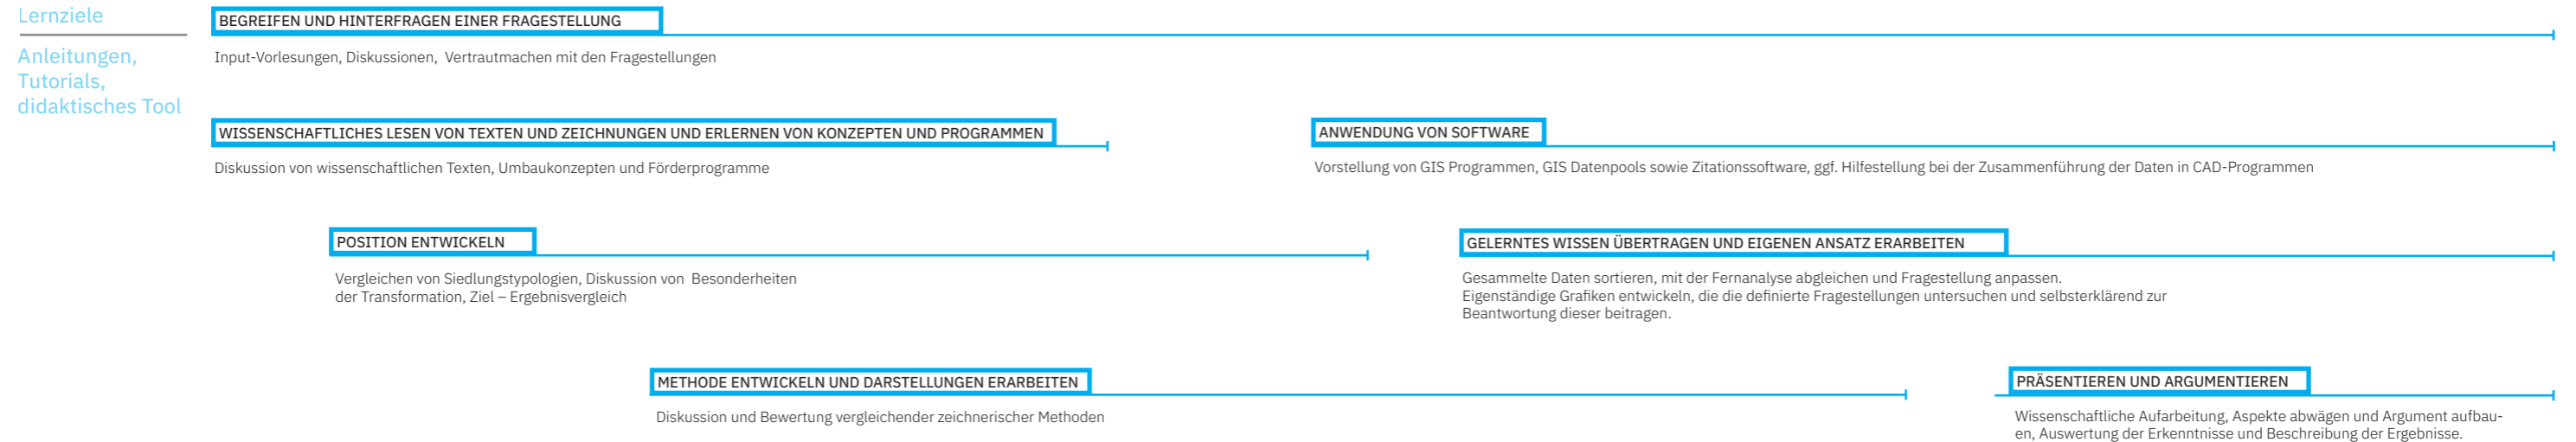 Lernziele
Anleitungen,
Tutorials,
didaktisches Tool
BEGREIFEN UND HINTERFRAGEN EINER FRAGESTELLUNG
Input-Vorlesungen, Diskussionen, Vertrautmachen mit den Fragestellungen
WISSENSCHAFTLICHES LESEN VON TEXTEN UND ZEICHNUNGEN UND ERLERNEN VON KONZEPTEN UND PROGRAMMEN
Diskussion von wissenschaftlichen Texten, Umbaukonzepten und Förderprogramme
ANWENDUNG VON SOFTWARE
Vorstellung von GIS Programmen, GIS Datenpools sowie Zitationssoftware, ggf. Hilfestellung bei der Zusammenführung der Daten in CAD-Programmen
POSITION ENTWICKELN
Vergleichen von Siedlungstypologien, Diskussion von Besonderheiten
der Transformation, Ziel – Ergebnisvergleich
GELERNTES WISSEN ÜBERTRAGEN UND EIGENEN ANSATZ ERARBEITEN
Gesammelte Daten sortieren, mit der Fernanalyse abgleichen und Fragestellung anpassen.
Eigenständige Grafiken entwickeln, die die definierte Fragestellungen untersuchen und selbsterklärend zur
Beantwortung dieser beitragen.
METHODE ENTWICKELN UND DARSTELLUNGEN ERARBEITEN
Diskussion und Bewertung vergleichender zeichnerischer Methoden
PRÄSENTIEREN UND ARGUMENTIEREN
Wissenschaftliche Aufarbeitung, Aspekte abwägen und Argument aufbau-
en, Auswertung der Erkenntnisse und Beschreibung der Ergebnisse.